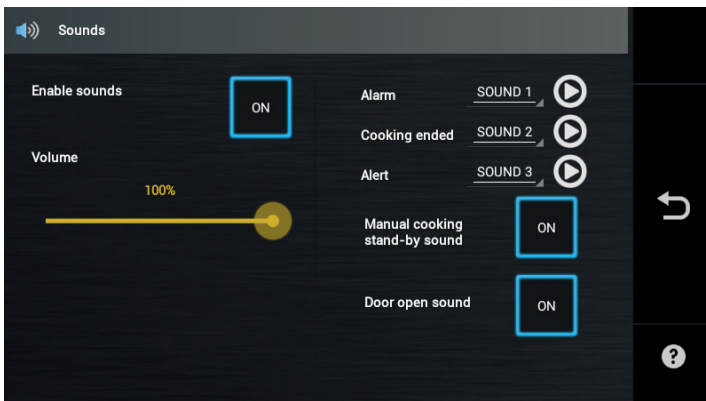 Sounds
Enable sounds
ON
Volume
100%
Alarm
SOUND 1
Cooking ended
SOUND 2
Alert
SOUND 3
Manual cooking
stand-by sound
ON
Door open sound
ON
?